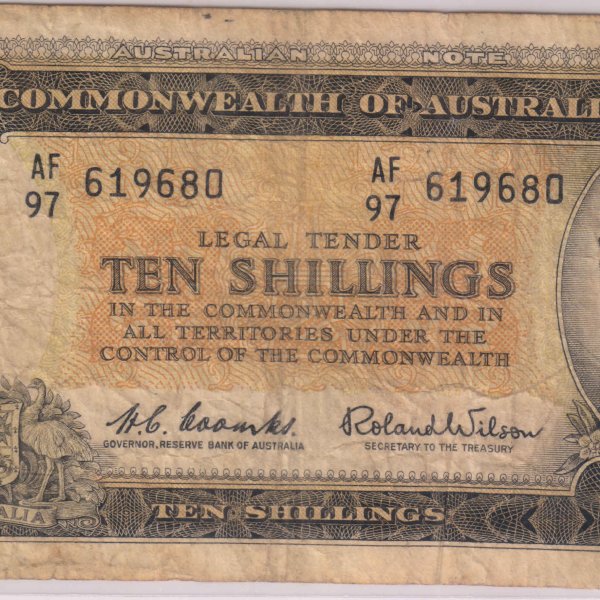 AUSTRALIAN NOTE
COMMONWEALTH OF AUSTRALI
AF 97 619680 AF 97 619680
LEGAL TENDER
TEN SHILLINGS
IN THE COMMONWEALTH AND IN
ALL TERRITORIES UNDER THE
CONTROL OF THE COMMONWEALTH
H. C. Coombs. Roland Wilson
GOVERNOR, RESERVE BANK OF AUSTRALIA SECRETARY TO THE TREASURY
ALIA
TEN SHILLINGS